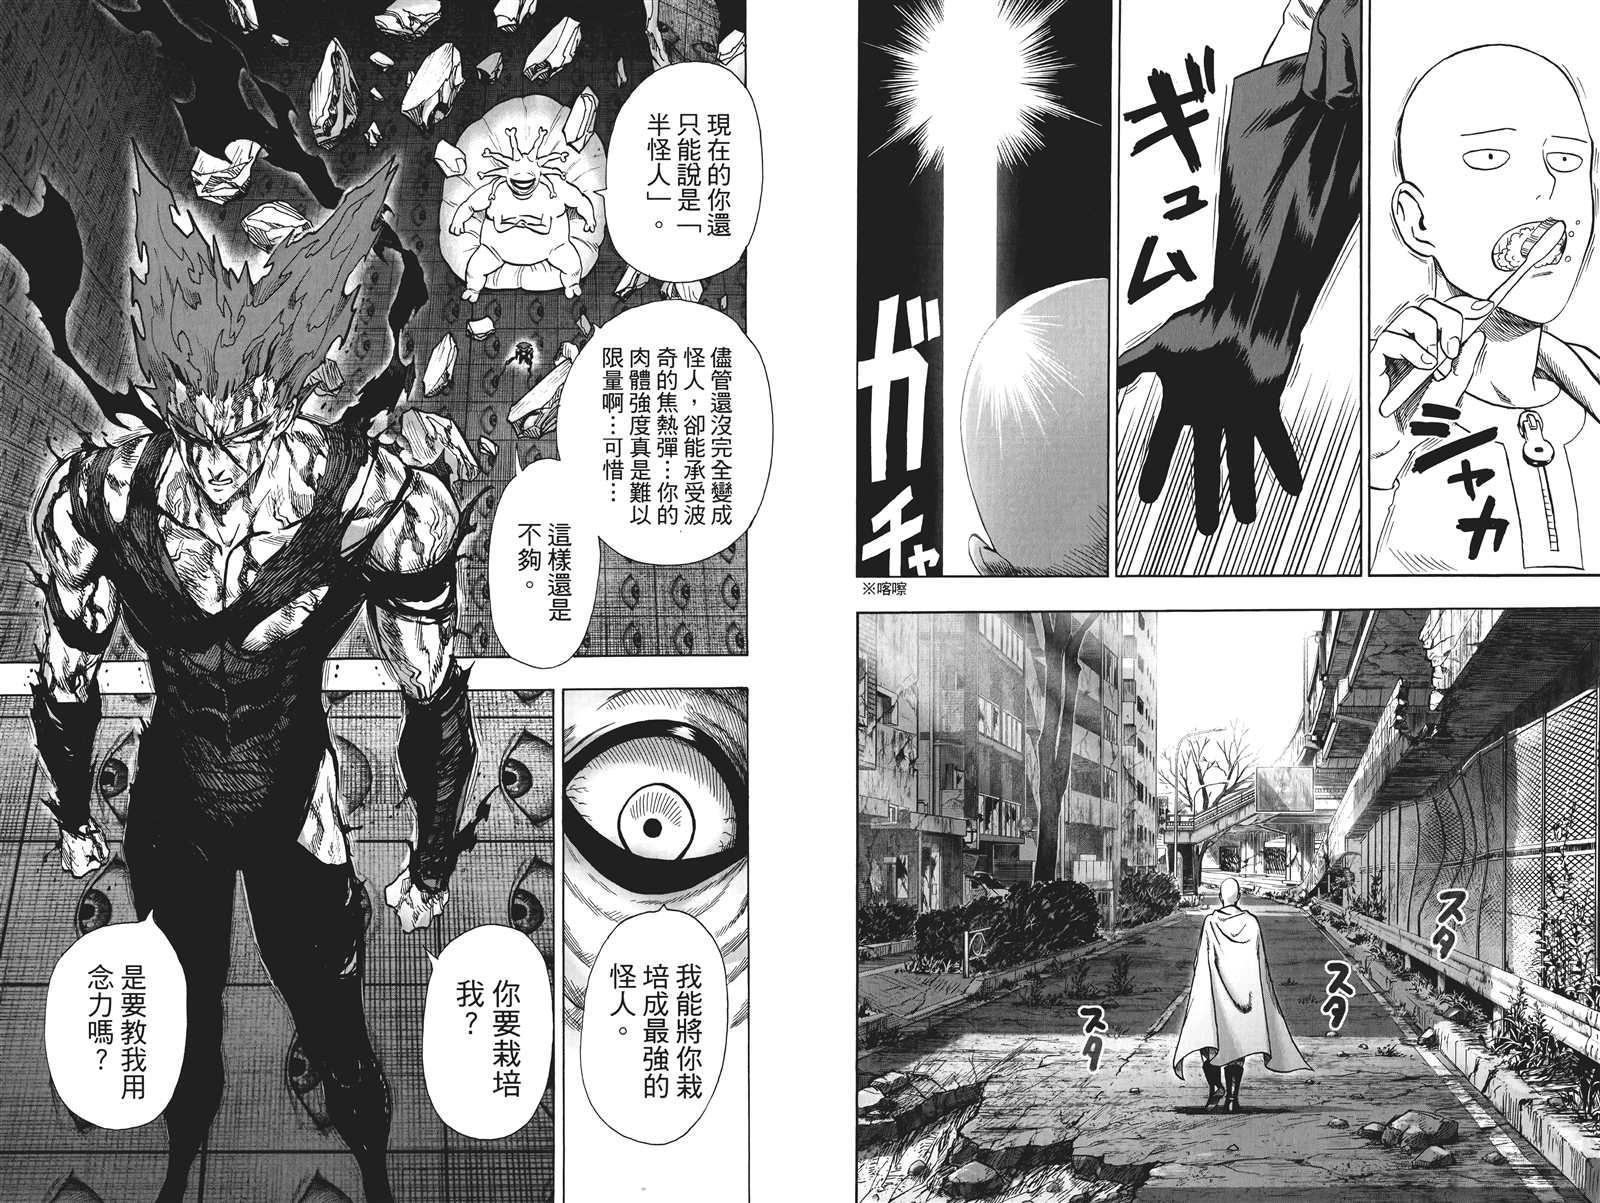 シャカ
ギュム
ガチャ
※喀嚓
スタ
スタ
スタ
現在的你還
只能說是「
半怪人」。
儘管還沒完全變成
怪人，卻能承受波
奇的焦熱彈…你的
肉體強度真是難以
限量啊…可惜…
這樣還是
不夠。
我能將你栽
培成最強的
怪人。
你要栽培
我？
是要教我用
念力嗎？